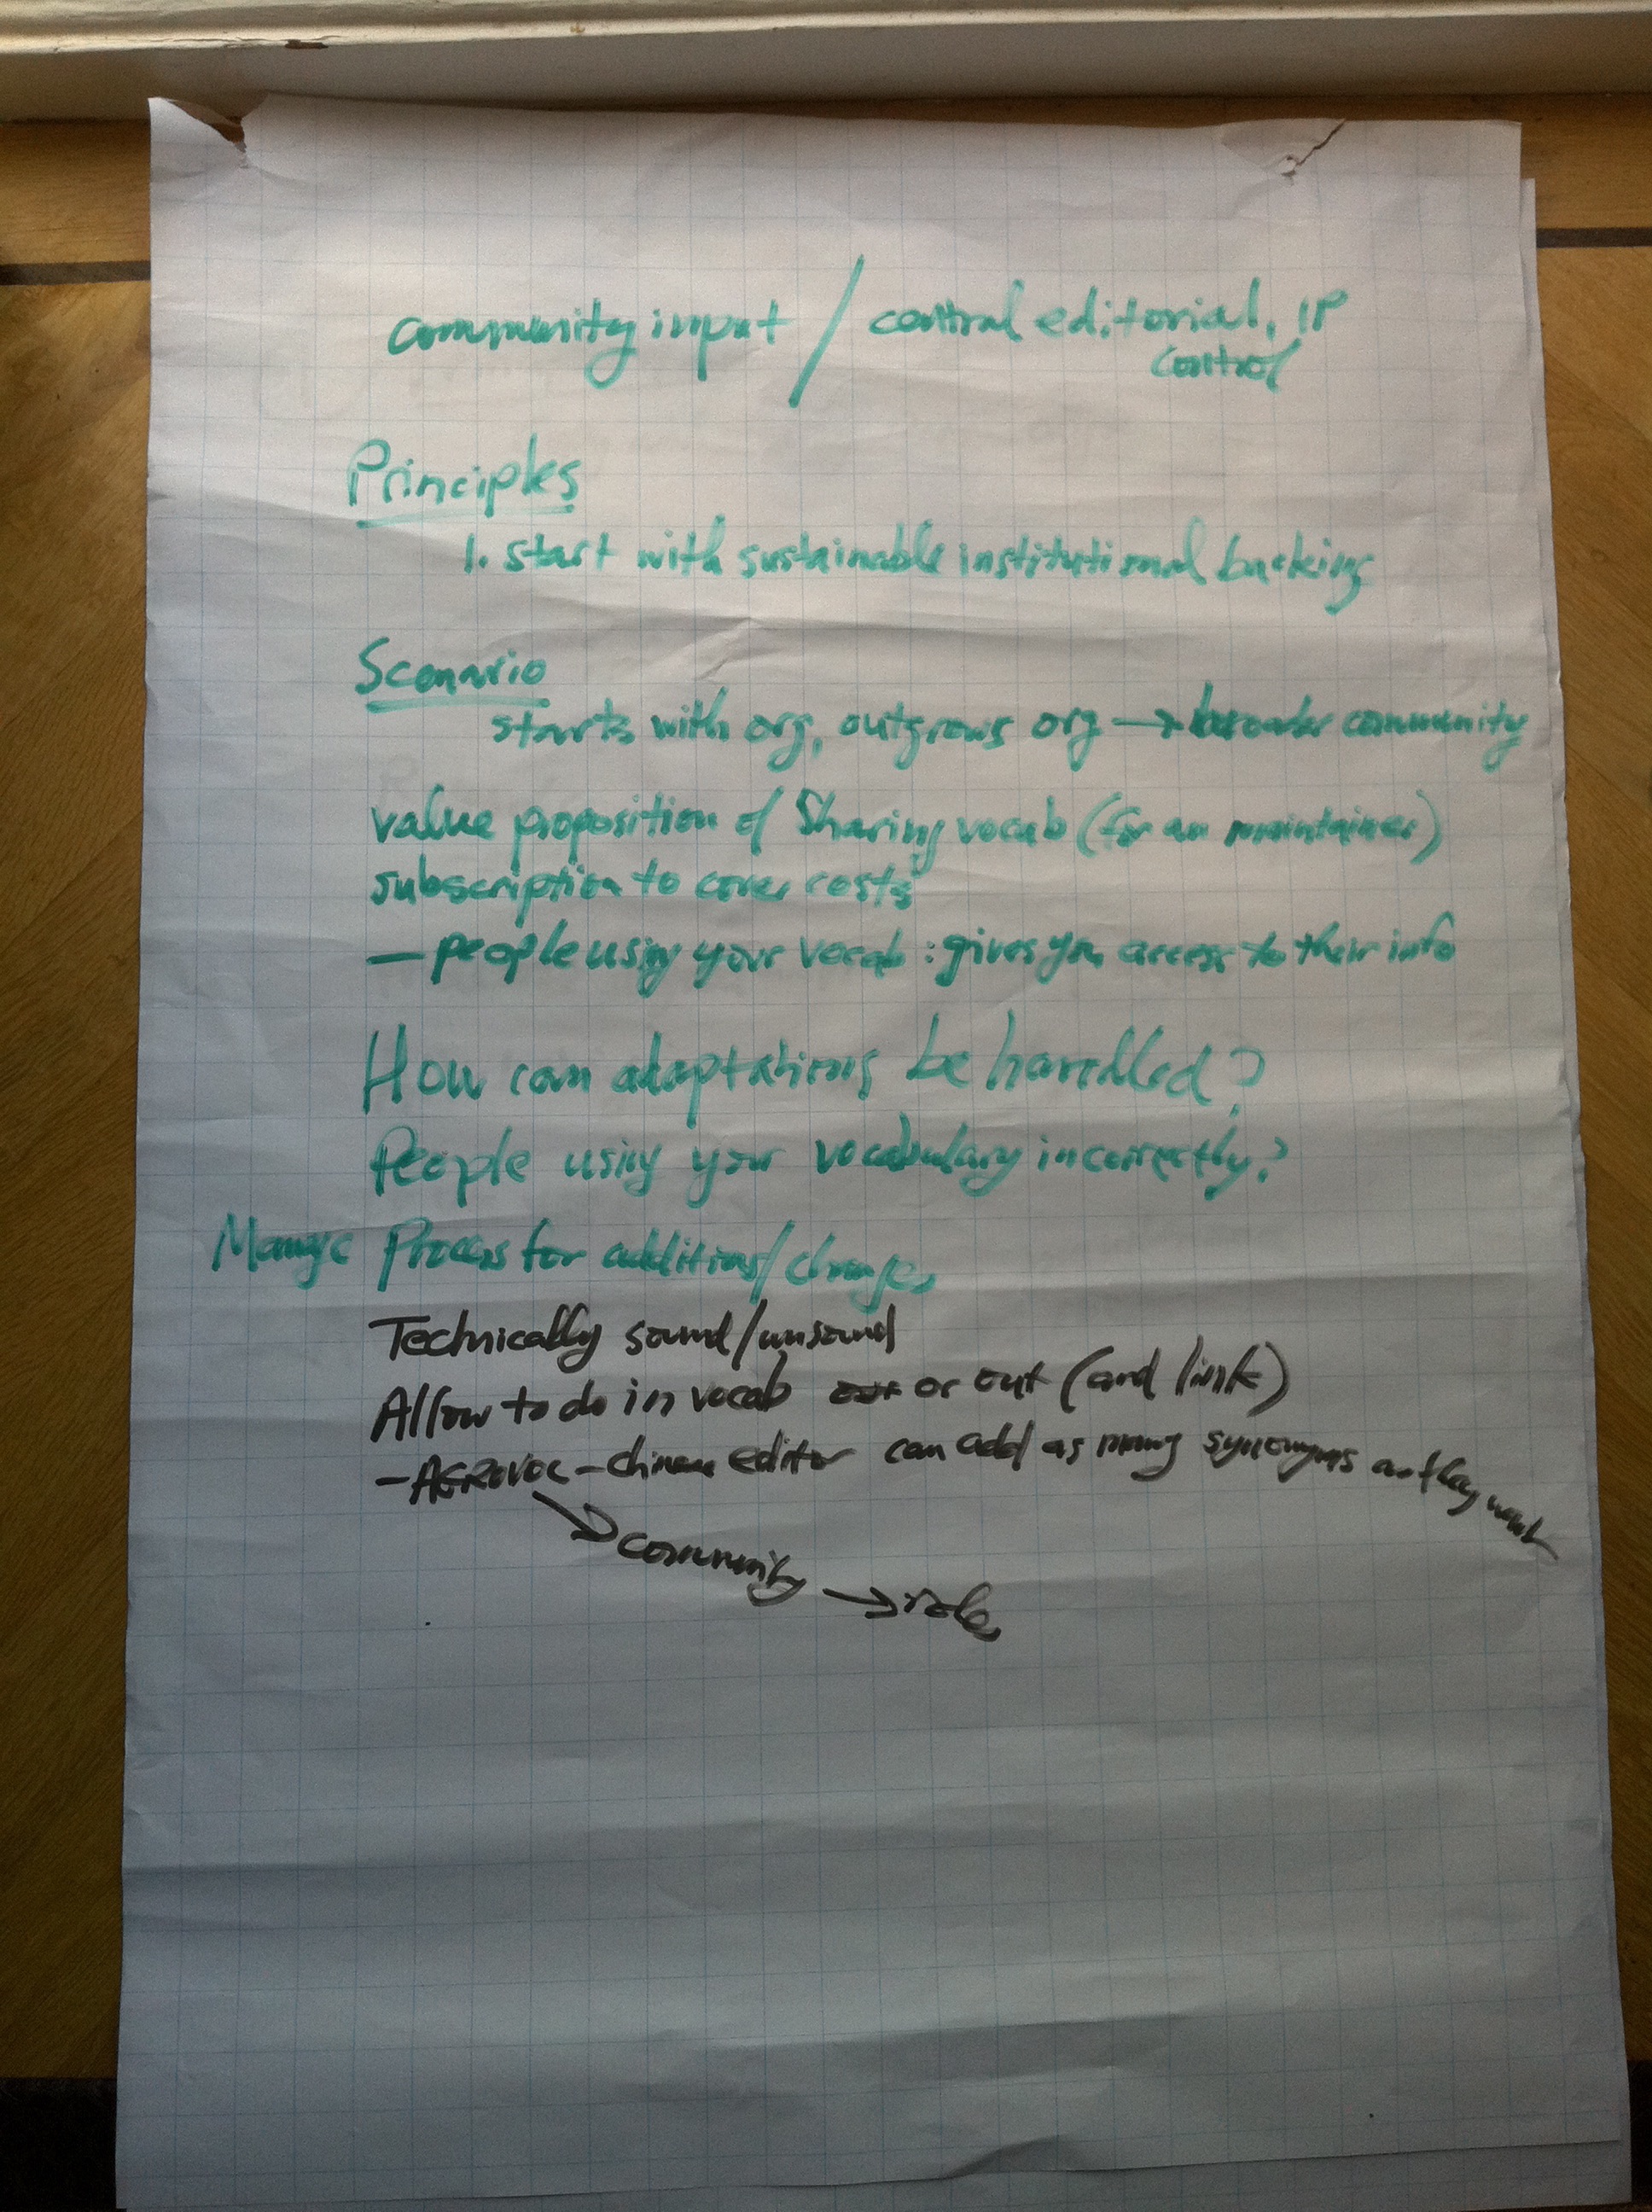 community input / central editorial, IP
control
Principles
1. start with sustainable institutional backing
Scenario
starts with org, outgrows org → broader community
value proposition of Sharing vocab (for an maintainer)
subscription to cover costs
— people using your vocab : gives you access to their info
How can adaptations be handled?
People using your vocabulary incorrectly?
Manage Process for additions/changes
Technically sound/unsound
Allow to do in vocab or out (and link)
- AGROVOC - chinese editor can add as many synonyms as they want
→ community → role